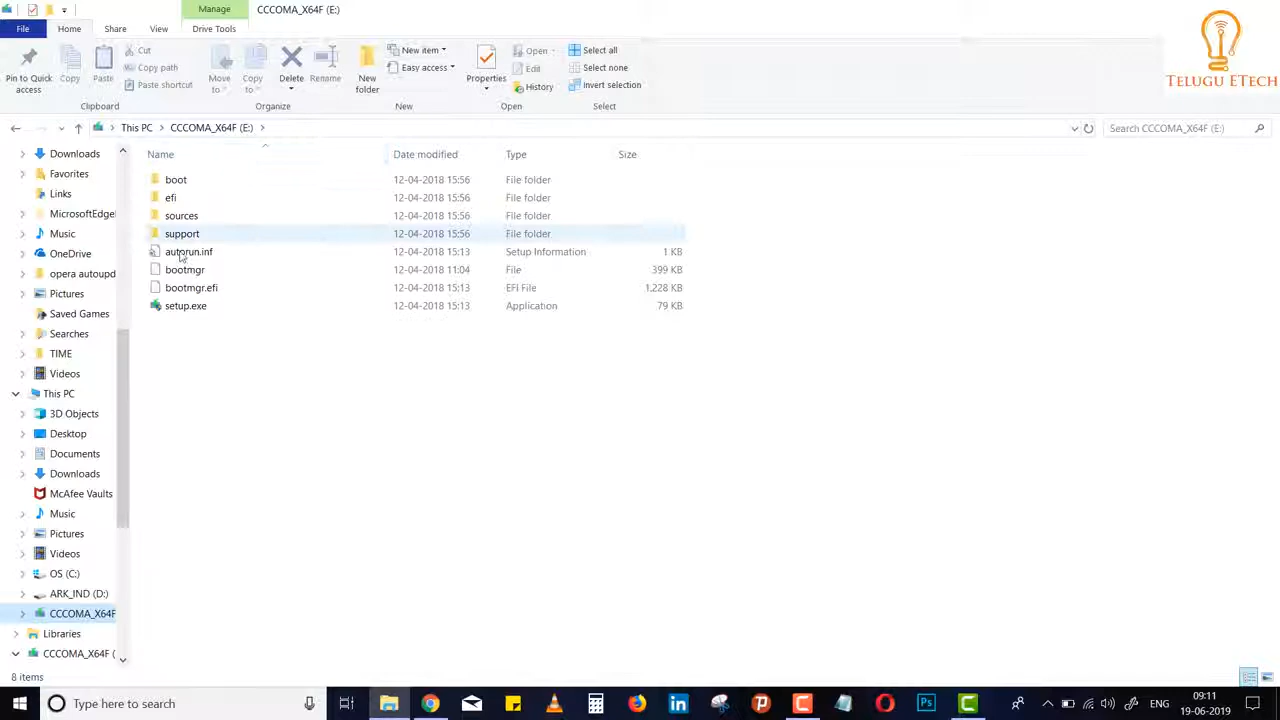 Manage
CCCOMA_X64F (E:)
File
Home
Share
View
Drive Tools
Pin to Quick access
Copy
Paste
Cut
Copy path
Paste shortcut
Move to
Copy to
Delete
Rename
New folder
New item
Easy access
Properties
Open
Edit
History
Select all
Select none
Invert selection
Clipboard
Organize
New
Open
Select
TELUGU ETECH
This PC
CCCOMA_X64F (E:)
Search CCCOMA_X64F (E:)
Downloads
Favorites
Links
MicrosoftEdge
Music
OneDrive
opera autoupd
Pictures
Saved Games
Searches
TIME
Videos
This PC
3D Objects
Desktop
Documents
Downloads
McAfee Vaults
Music
Pictures
Videos
OS (C:)
ARK_IND (D:)
CCCOMA_X64F
Libraries
CCCOMA_X64F (
Name Date modified Type Size
boot 12-04-2018 15:56 File folder
efi 12-04-2018 15:56 File folder
sources 12-04-2018 15:56 File folder
support 12-04-2018 15:56 File folder
autorun.inf 12-04-2018 15:13 Setup Information 1 KB
bootmgr 12-04-2018 11:04 File 399 KB
bootmgr.efi 12-04-2018 15:13 EFI File 1,228 KB
setup.exe 12-04-2018 15:13 Application 79 KB
8 items
Type here to search
ENG
09:11
19-06-2019